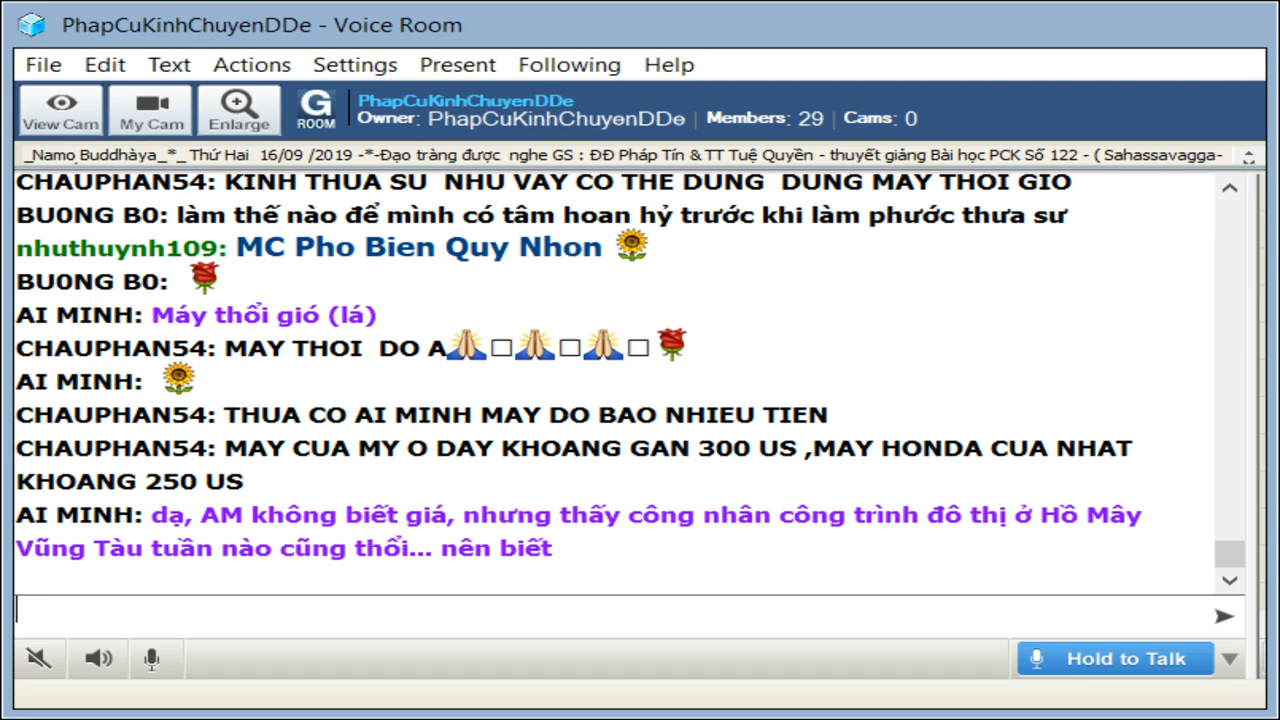 PhapCuKinhChuyenDDe - Voice Room
File Edit Text Actions Settings Present Following Help
View Cam My Cam Enlarge G ROOM
PhapCuKinhChuyenDDe
Owner: PhapCuKinhChuyenDDe | Members: 29 | Cams: 0
_Namo Buddhàya_*_ Thứ Hai 16/09 /2019 -*-Đạo tràng được nghe GS : ĐĐ Pháp Tín & TT Tuệ Quyền - thuyết giảng Bài học PCK Số 122 - ( Sahassavagga-
CHAUPHAN54: KINH THUA SU NHU VAY CO THE DUNG DUNG MAY THOI GIO
BU0NG B0: làm thế nào để mình có tâm hoan hỷ trước khi làm phước thưa sư
nhuthuynh109: MC Pho Bien Quy Nhon
BU0NG B0:
AI MINH: Máy thổi gió (lá)
CHAUPHAN54: MAY THOI DO A
AI MINH:
CHAUPHAN54: THUA CO AI MINH MAY DO BAO NHIEU TIEN
CHAUPHAN54: MAY CUA MY O DAY KHOANG GAN 300 US ,MAY HONDA CUA NHAT
KHOANG 250 US
AI MINH: dạ, AM không biết giá, nhưng thấy công nhân công trình đô thị ở Hồ Mây
Vũng Tàu tuần nào cũng thổi... nên biết
Hold to Talk